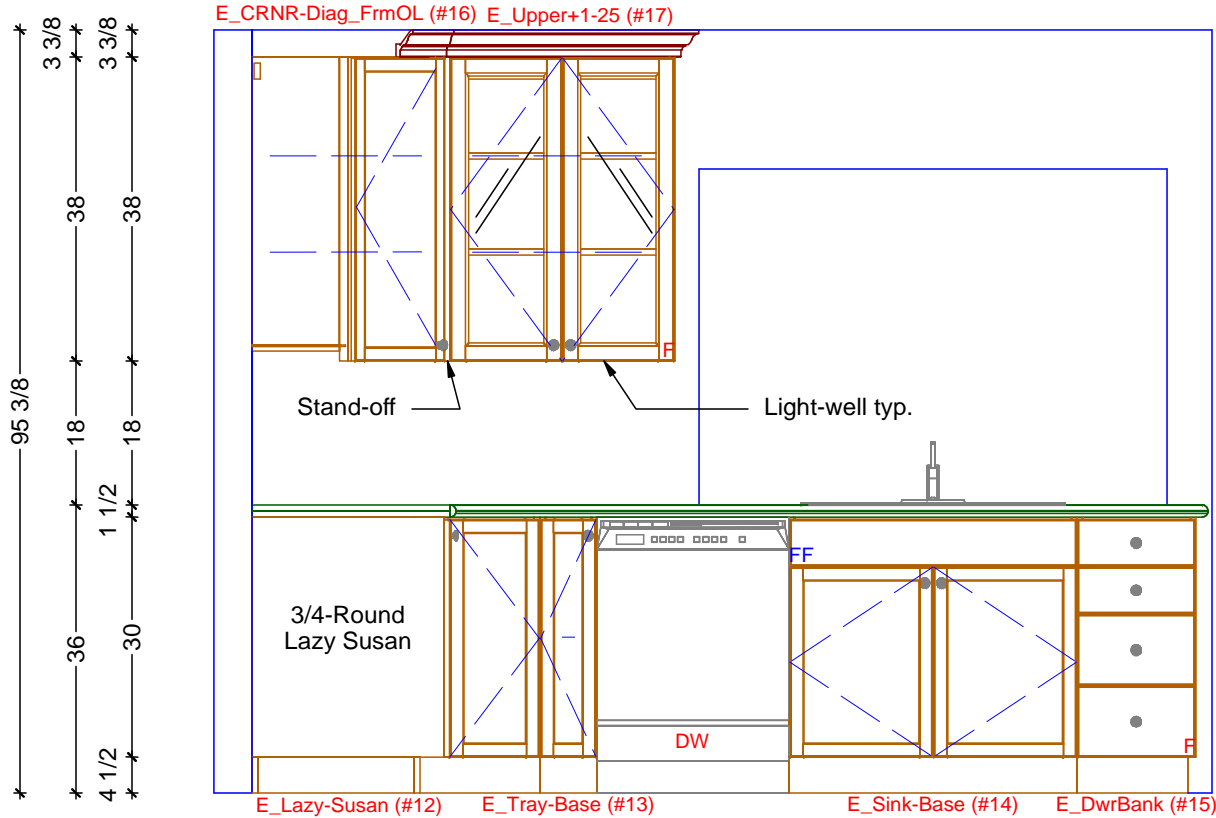 E_CRNR-Diag_FrmOL (#16) E_Upper+1-25 (#17)
3 3/8
3 3/8
38
38
95 3/8
18
18
1 1/2
36
30
4 1/2
F
Stand-off
Light-well typ.
FF
3/4-Round
Lazy Susan
DW
F
E_Lazy-Susan (#12)
E_Tray-Base (#13)
E_Sink-Base (#14)
E_DwrBank (#15)